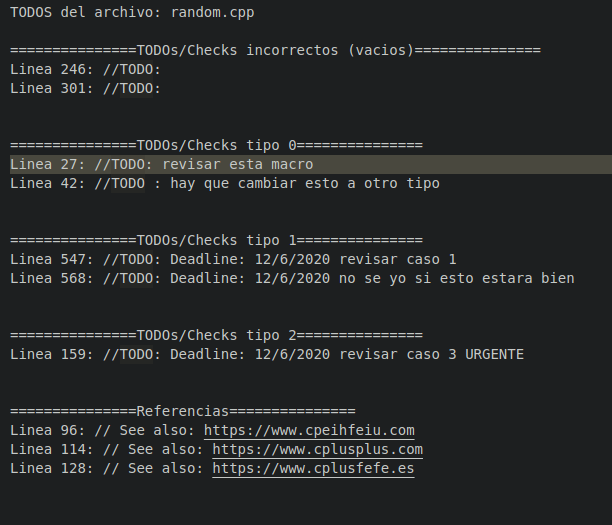 TODOS del archivo: random.cpp
===============TODOs/Checks incorrectos (vacios)===============
Linea 246: //TODO:
Linea 301: //TODO:
===============TODOs/Checks tipo 0===============
Linea 27: //TODO: revisar esta macro
Linea 42: //TODO : hay que cambiar esto a otro tipo
===============TODOs/Checks tipo 1===============
Linea 547: //TODO: Deadline: 12/6/2020 revisar caso 1
Linea 568: //TODO: Deadline: 12/6/2020 no se yo si esto estara bien
===============TODOs/Checks tipo 2===============
Linea 159: //TODO: Deadline: 12/6/2020 revisar caso 3 URGENTE
===============Referencias===============
Linea 96: // See also: https://www.cpeihfeiu.com
Linea 114: // See also: https://www.cplusplus.com
Linea 128: // See also: https://www.cplusfefe.es